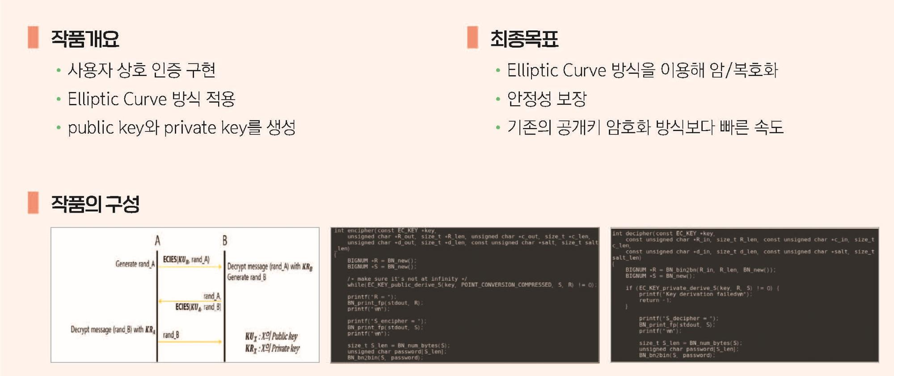 작품개요
• 사용자 상호 인증 구현
• Elliptic Curve 방식 적용
• public key와 private key를 생성
최종목표
• Elliptic Curve 방식을 이용해 암/복호화
• 안정성 보장
• 기존의 공개키 암호화 방식보다 빠른 속도
작품의 구성
A B
Generate rand_A
ECIES(KU_B, rand_A)
Decrypt message (rand_A) with KR_B
Generate rand_B
rand_A,
ECIES(KU_A, rand_B)
Decrypt message (rand_B) with KR_A
rand_B
KU_X : X의 Public key
KR_X : X의 Private key
int encipher(const EC_KEY *key,
unsigned char *R_out, size_t *R_len, unsigned char *c_out, size_t *c_len,
unsigned char *d_out, size_t *d_len, const unsigned char *salt, size_t salt
_len)
{
BIGNUM *R = BN_new();
BIGNUM *S = BN_new();
/* make sure it's not at infinity */
while(EC_KEY_public_derive_S(key, POINT_CONVERSION_COMPRESSED, S, R) != 0)
printf("R = ");
BN_print_fp(stdout, R);
printf("\n");
printf("S_encipher = ");
BN_print_fp(stdout, S);
printf("\n");
size_t S_len = BN_num_bytes(S);
unsigned char password[S_len];
BN_bn2bin(S, password);
int decipher(const EC_KEY *key,
const unsigned char *R_in, size_t R_len, const unsigned char *c_in, size_t
c_len,
const unsigned char *d_in, size_t d_len, const unsigned char *salt, size_t
salt_len)
{
BIGNUM *R = BN_bin2bn(R_in, R_len, BN_new());
BIGNUM *S = BN_new();
if (EC_KEY_private_derive_S(key, R, S) != 0) {
printf("Key derivation failed\n");
return -1;
}
printf("S_decipher = ");
BN_print_fp(stdout, S);
printf("\n");
size_t S_len = BN_num_bytes(S);
unsigned char password[S_len];
BN_bn2bin(S, password);